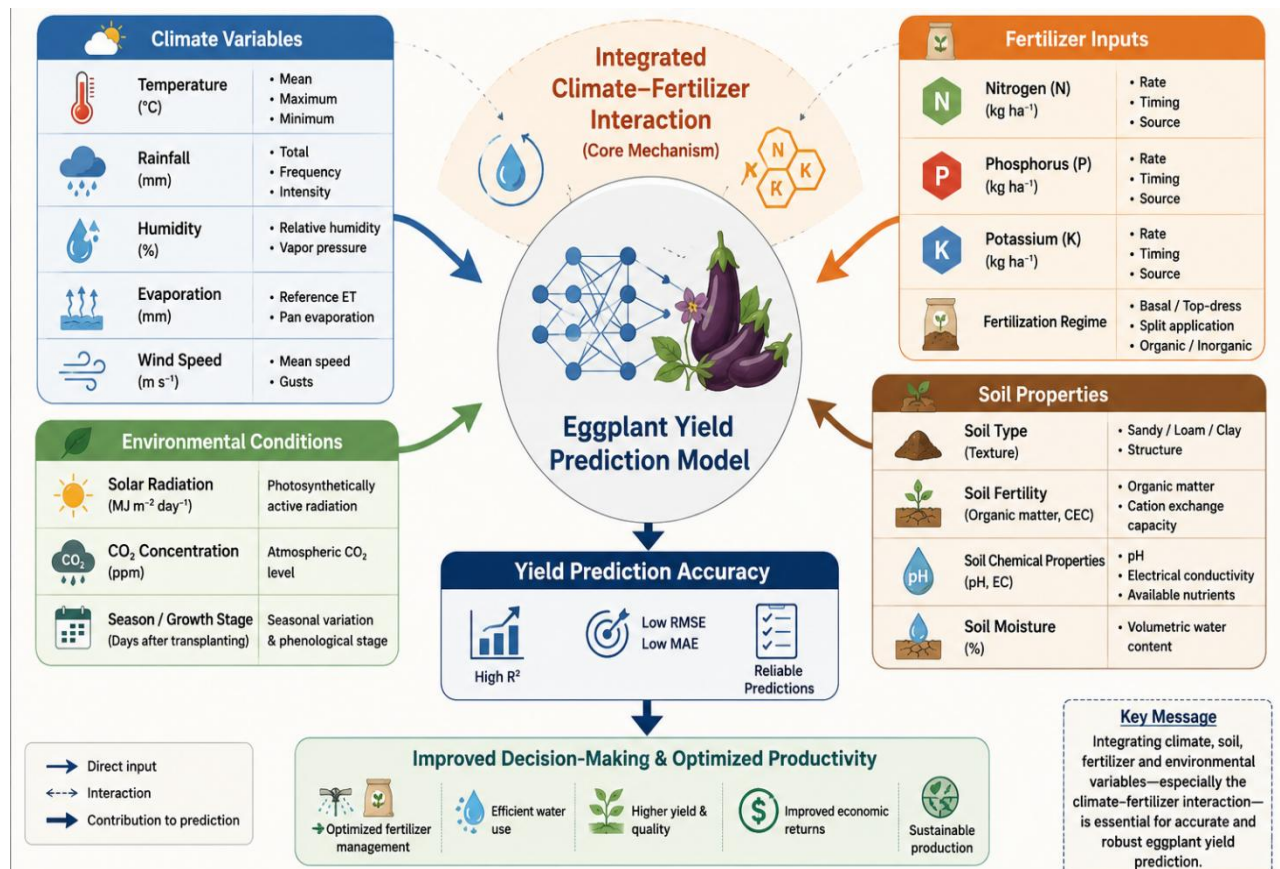 Climate Variables
Temperature
(°C)
• Mean
• Maximum
• Minimum
Rainfall
(mm)
• Total
• Frequency
• Intensity
Humidity
(%)
• Relative humidity
• Vapor pressure
Evaporation
(mm)
• Reference ET
• Pan evaporation
Wind Speed
(m s⁻¹)
• Mean speed
• Gusts
Integrated
Climate–Fertilizer
Interaction
(Core Mechanism)
N
K
K
K
Fertilizer Inputs
N
Nitrogen (N)
(kg ha⁻¹)
• Rate
• Timing
• Source
P
Phosphorus (P)
(kg ha⁻¹)
• Rate
• Timing
• Source
K
Potassium (K)
(kg ha⁻¹)
• Rate
• Timing
• Source
Fertilization Regime
• Basal / Top-dress
• Split application
• Organic / Inorganic
Eggplant Yield
Prediction Model
Environmental Conditions
Solar Radiation
(MJ m⁻² day⁻¹)
Photosynthetically
active radiation
CO₂
CO₂ Concentration
(ppm)
Atmospheric CO₂
level
Season / Growth Stage
(Days after transplanting)
Seasonal variation
& phenological stage
Soil Properties
Soil Type
(Texture)
• Sandy / Loam / Clay
• Structure
Soil Fertility
(Organic matter, CEC)
• Organic matter
• Cation exchange
capacity
pH
Soil Chemical Properties
(pH, EC)
• pH
• Electrical conductivity
• Available nutrients
Soil Moisture
(%)
• Volumetric water
content
Yield Prediction Accuracy
High R²
Low RMSE
Low MAE
Reliable
Predictions
Direct input
Interaction
Contribution to prediction
Improved Decision-Making & Optimized Productivity
Optimized fertilizer
management
Efficient water
use
Higher yield &
quality
$
Improved economic
returns
Sustainable
production
Key Message
Integrating climate, soil,
fertilizer and environmental
variables—especially the
climate–fertilizer interaction—
is essential for accurate and
robust eggplant yield
prediction.